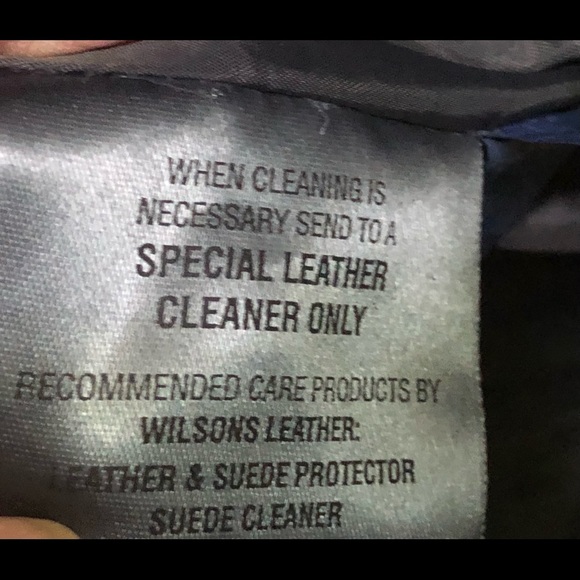 WHEN CLEANING IS
NECESSARY SEND TO A
SPECIAL LEATHER
CLEANER ONLY
RECOMMENDED CARE PRODUCTS BY
WILSONS LEATHER:
LEATHER & SUEDE PROTECTOR
SUEDE CLEANER